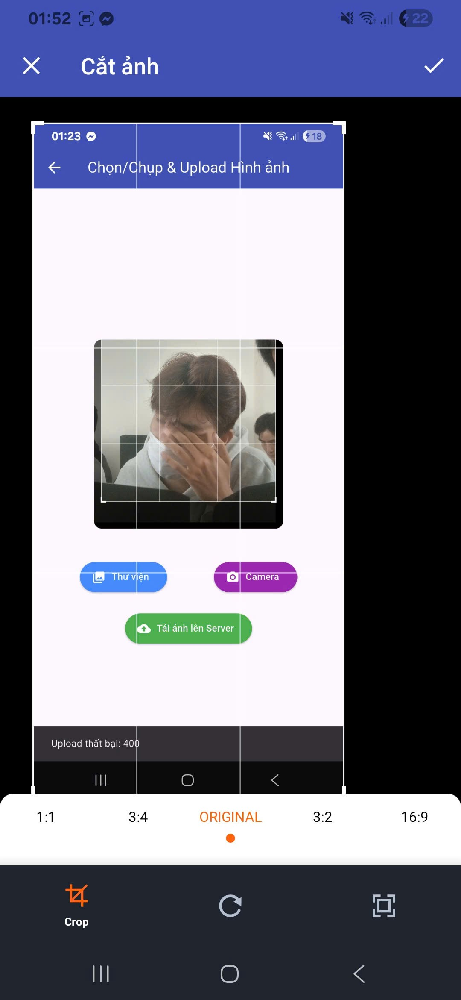 01:52
22
Cắt ảnh
01:23
18
Chọn/Chụp & Upload Hình ảnh
Thư viện
Camera
Tải ảnh lên Server
Upload thất bại: 400
1:1
3:4
ORIGINAL
3:2
16:9
Crop